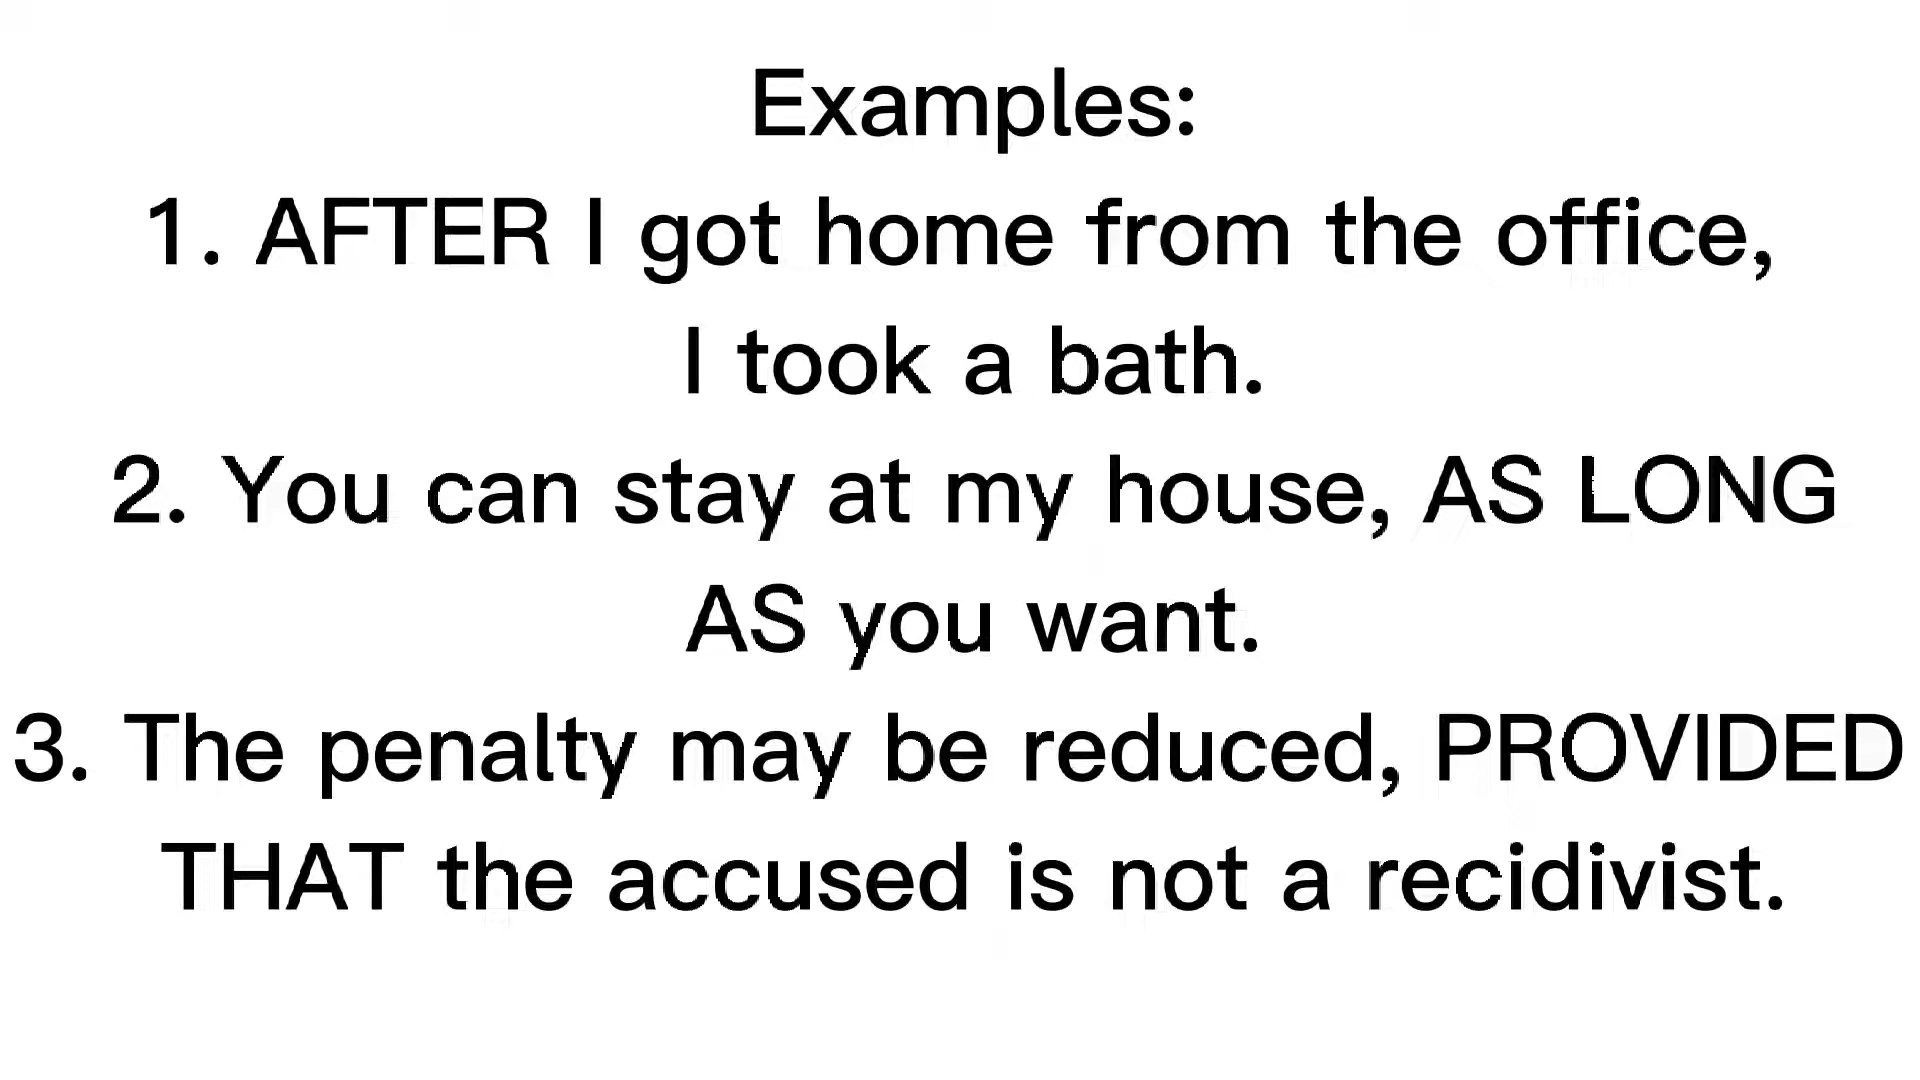 Examples:
1. AFTER I got home from the office,
I took a bath.
2. You can stay at my house, AS LONG
AS you want.
3. The penalty may be reduced, PROVIDED
THAT the accused is not a recidivist.